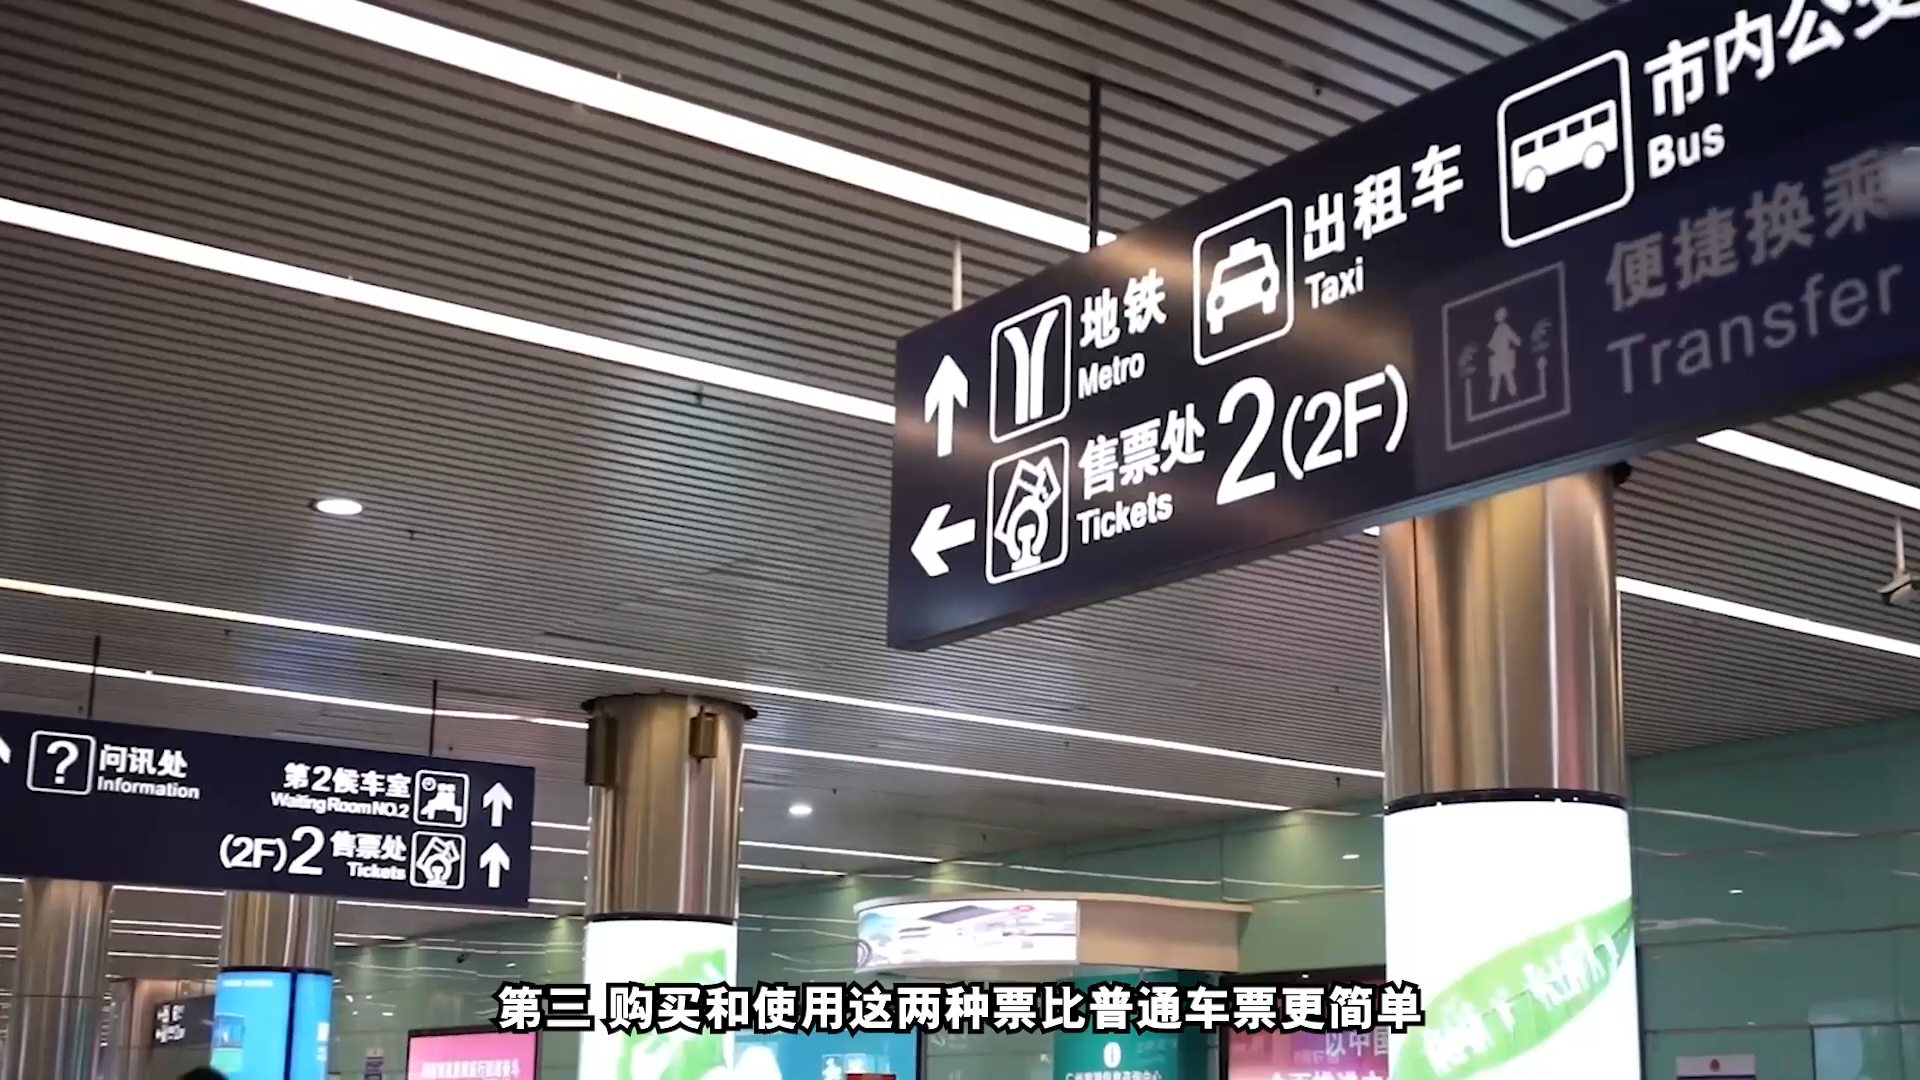 市内公交
Bus
出租车
Taxi
地铁
Metro
便捷换乘
Transfer
售票处 2(2F)
Tickets
? 问讯处
Information
第2候车室
Waiting Room NO.2
(2F)2 售票处
Tickets
第三 购买和使用这两种票比普通车票更简单